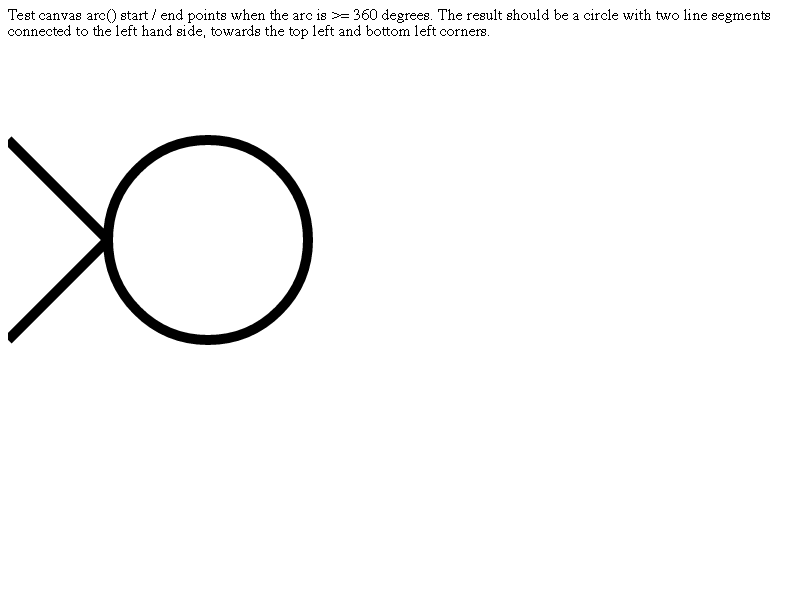 Test canvas arc() start / end points when the arc is >= 360 degrees. The result should be a circle with two line segments
connected to the left hand side, towards the top left and bottom left corners.